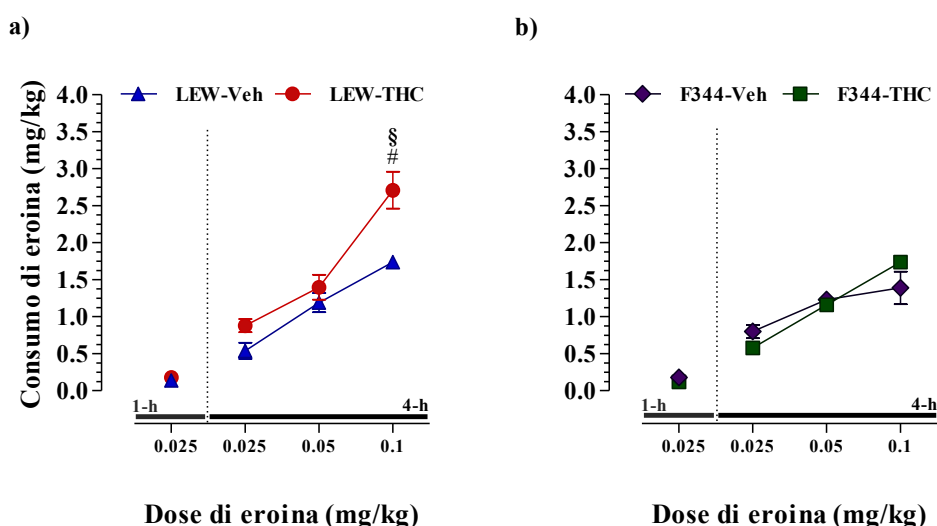 a)
LEW-Veh LEW-THC
Consumo di eroina (mg/kg)
4.0
3.5
3.0
2.5
2.0
1.5
1.0
0.5
0.0
§
#
1-h 4-h
0.025 0.025 0.05 0.1
Dose di eroina (mg/kg)
b)
F344-Veh F344-THC
4.0
3.5
3.0
2.5
2.0
1.5
1.0
0.5
0.0
1-h 4-h
0.025 0.025 0.05 0.1
Dose di eroina (mg/kg)